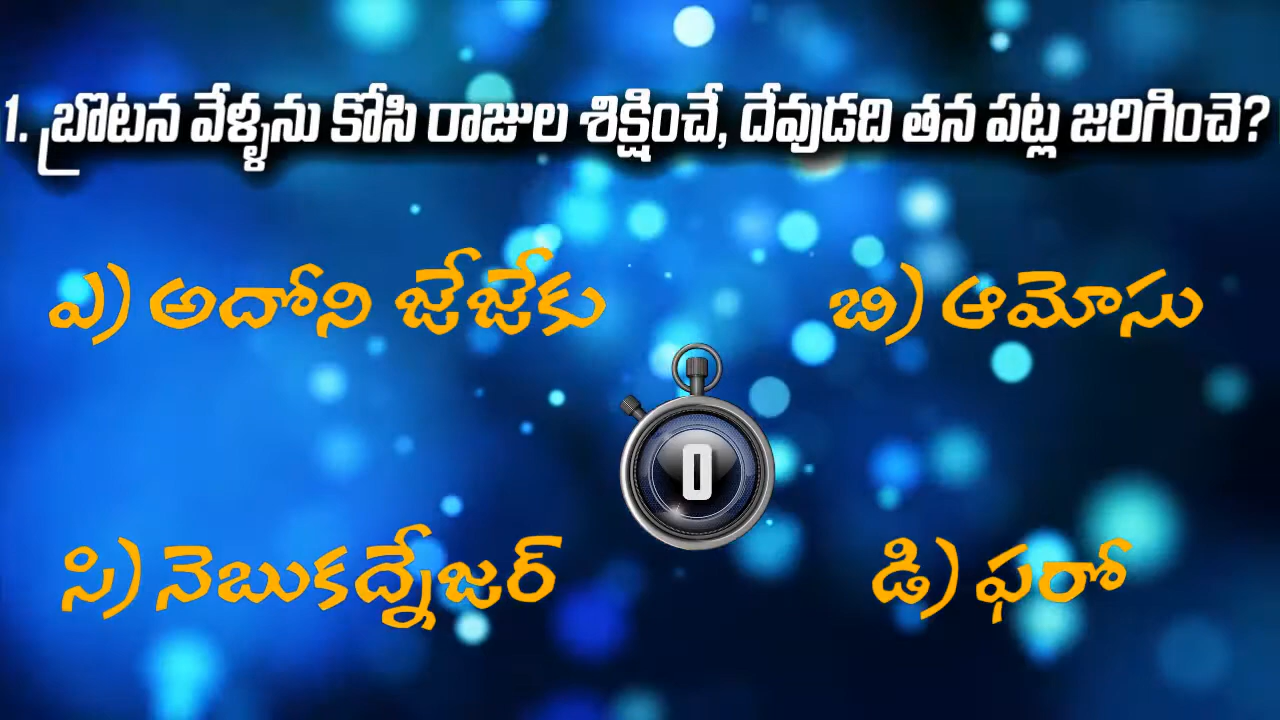 1. బ్రొటన వేళ్ళను కోసి రాజుల శిక్షించే, దేవుడది తన పట్ల జరిగించె?
ఎ) అదోని జేజేకు
బి) ఆమోసు
0
సి) నెబుకద్నేజర్
డి) ఫరో